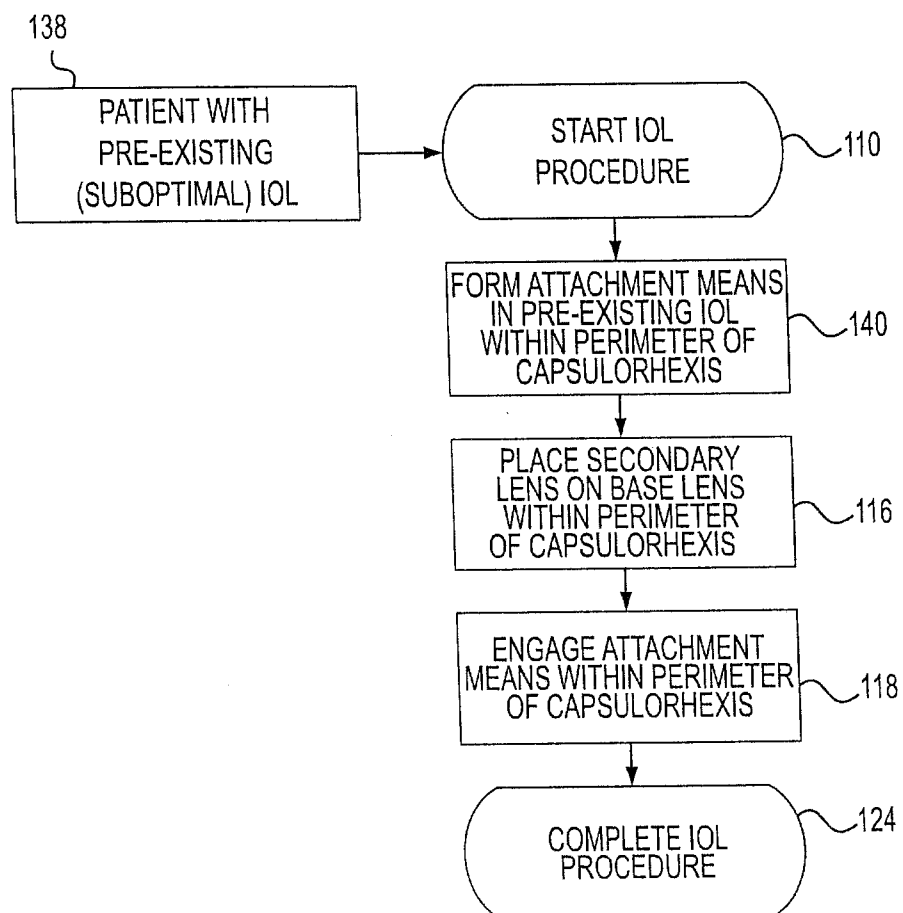 138
PATIENT WITH
PRE-EXISTING
(SUBOPTIMAL) IOL
START IOL
PROCEDURE
110
FORM ATTACHMENT MEANS
IN PRE-EXISTING IOL
WITHIN PERIMETER OF
CAPSULORHEXIS
140
PLACE SECONDARY
LENS ON BASE LENS
WITHIN PERIMETER
OF CAPSULORHEXIS
116
ENGAGE ATTACHMENT
MEANS WITHIN PERIMETER
OF CAPSULORHEXIS
118
COMPLETE IOL
PROCEDURE
124